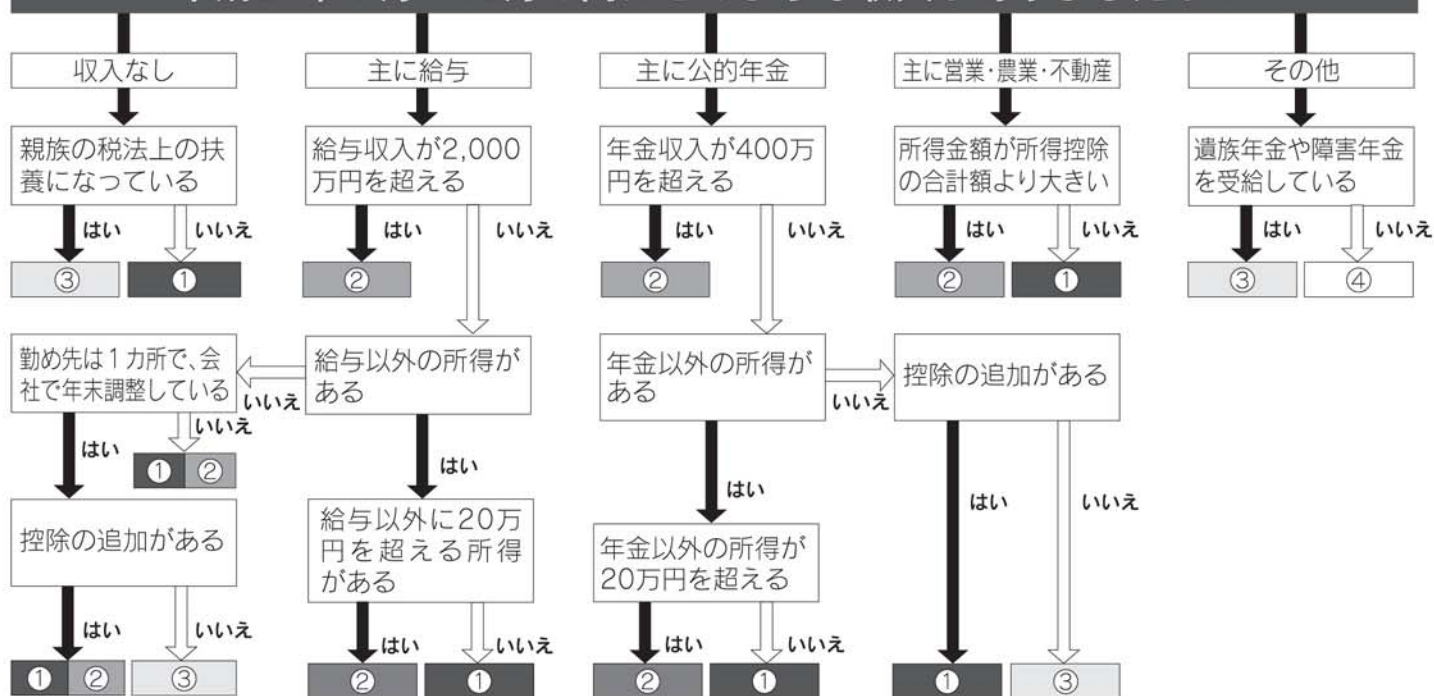 収入なし
主に給与
主に公的年金
主に営業・農業・不動産
その他
親族の税法上の扶
養になっている
給与収入が2,000
万円を超える
年金収入が400万
円を超える
所得金額が所得控除
の合計額より大きい
遺族年金や障害年金
を受給している
はい
いいえ
はい
いいえ
はい
いいえ
はい
いいえ
はい
いいえ
③
①
②
②
②
①
③
④
勤め先は1カ所で、会
社で年末調整している
給与以外の所得が
ある
年金以外の所得が
ある
控除の追加がある
いいえ
いいえ
はい
いいえ
① ②
はい
はい
はい
いいえ
控除の追加がある
給与以外に20万
円を超える所得
がある
年金以外の所得が
20万円を超える
はい
いいえ
はい
いいえ
はい
いいえ
① ②
③
②
①
②
①
①
③